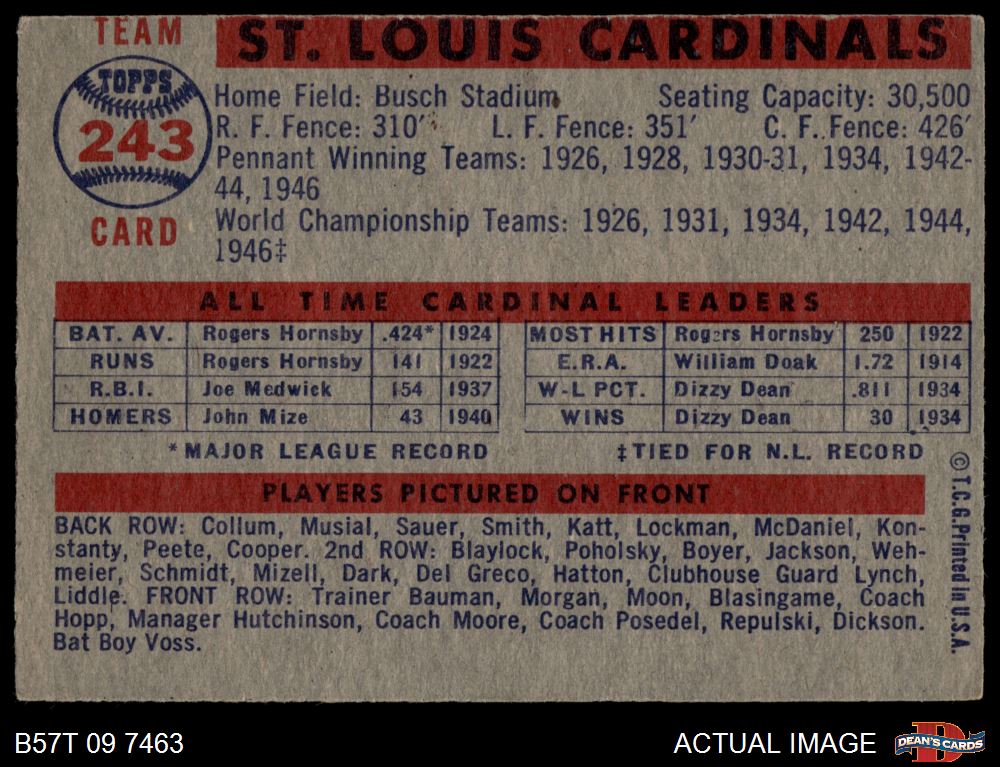 TEAM
ST. LOUIS CARDINALS
TOPPS
243
CARD
Home Field: Busch Stadium Seating Capacity: 30,500
R. F. Fence: 310′ L. F. Fence: 351′ C. F. Fence: 426′
Pennant Winning Teams: 1926, 1928, 1930-31, 1934, 1942-
44, 1946
World Championship Teams: 1926, 1931, 1934, 1942, 1944,
1946‡
ALL TIME CARDINAL LEADERS
BAT. AV. Rogers Hornsby .424* 1924 MOST HITS Rogers Hornsby 250 1922
RUNS Rogers Hornsby 141 1922 E.R.A. William Doak 1.72 1914
R.B.I. Joe Medwick 154 1937 W-L PCT. Dizzy Dean .811 1934
HOMERS John Mize 43 1940 WINS Dizzy Dean 30 1934
*MAJOR LEAGUE RECORD ‡TIED FOR N.L. RECORD
PLAYERS PICTURED ON FRONT
BACK ROW: Collum, Musial, Sauer, Smith, Katt, Lockman, McDaniel, Kon-
stanty, Peete, Cooper. 2nd ROW: Blaylock, Poholsky, Boyer, Jackson, Weh-
meier, Schmidt, Mizell, Dark, Del Greco, Hatton, Clubhouse Guard Lynch,
Liddle. FRONT ROW: Trainer Bauman, Morgan, Moon, Blasingame, Coach
Hopp, Manager Hutchinson, Coach Moore, Coach Posedel, Repulski, Dickson.
Bat Boy Voss.
© T.C.G. Printed in U.S.A.
B57T 09 7463
ACTUAL IMAGE
D
DEAN'S CARDS